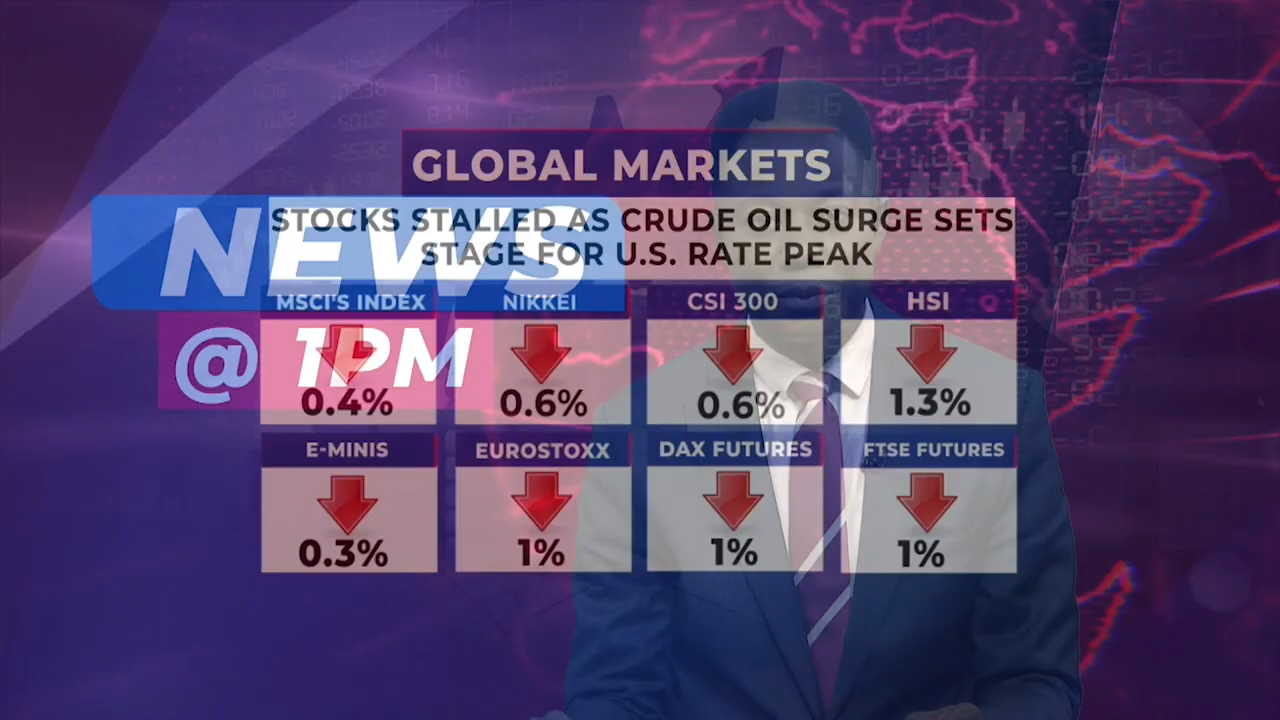 GLOBAL MARKETS
STOCKS STALLED AS CRUDE OIL SURGE SETS
STAGE FOR U.S. RATE PEAK
NEWS
@ 1PM
MSCI'S INDEX
NIKKEI
CSI 300
HSI
0.4%
0.6%
0.6%
1.3%
E-MINIS
EUROSTOXX
DAX FUTURES
FTSE FUTURES
0.3%
1%
1%
1%